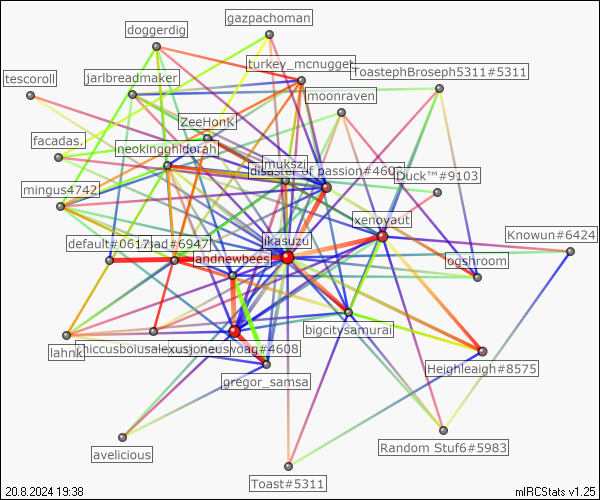 gazpachoman
doggerdig
turkey_mcnugget
ToastephBroseph5311#5311
tescoroll
jarlbreadmaker
moonraven
ZeeHonK
facadas.
neokingghidorah
mukszi
disaster of passion#460
Duck™#9103
mingus4742
xenoyaut
Knowun#6424
default#0617
jad#6947
ikasuzu
andnewbees
ogshroom
bigcitysamurai
lahnk
Heighleaigh#8575
gregor_samsa
avelicious
Random Stuf6#5983
Toast#5311
20.8.2024 19:38
mIRCStats v1.25